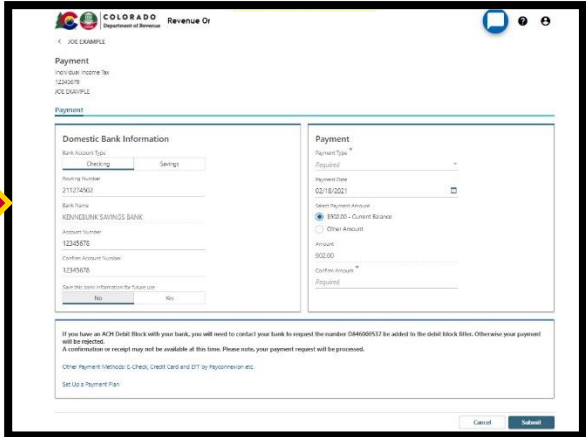 COLORADO
Department of Revenue
Revenue Or
< JOE EXAMPLE
Payment
Individual Income Tax
12345678
JOE EXAMPLE
Payment
Domestic Bank Information
Bank Account Type
Checking Savings
Routing Number
211274502
Bank Name
KENNEBUNK SAVINGS BANK
Account Number
12345678
Confirm Account Number
12345678
Save this bank information for future use
No Yes
Payment
Payment Type *
Required
Payment Date
02/18/2021
Select Payment Amount
$902.00 - Current Balance
Other Amount
Amount
902.00
Confirm Amount *
Required
If you have an ACH Debit Block with your bank, you will need to contact your bank to request the number D846006537 be added to the debit block filter. Otherwise your payment
will be rejected.
A confirmation or receipt may not be available at this time. Please note, your payment request will be processed.
Other Payment Methods: E-Check, Credit Card and EFT by Payconnexion etc.
Set Up a Payment Plan
Cancel Submit